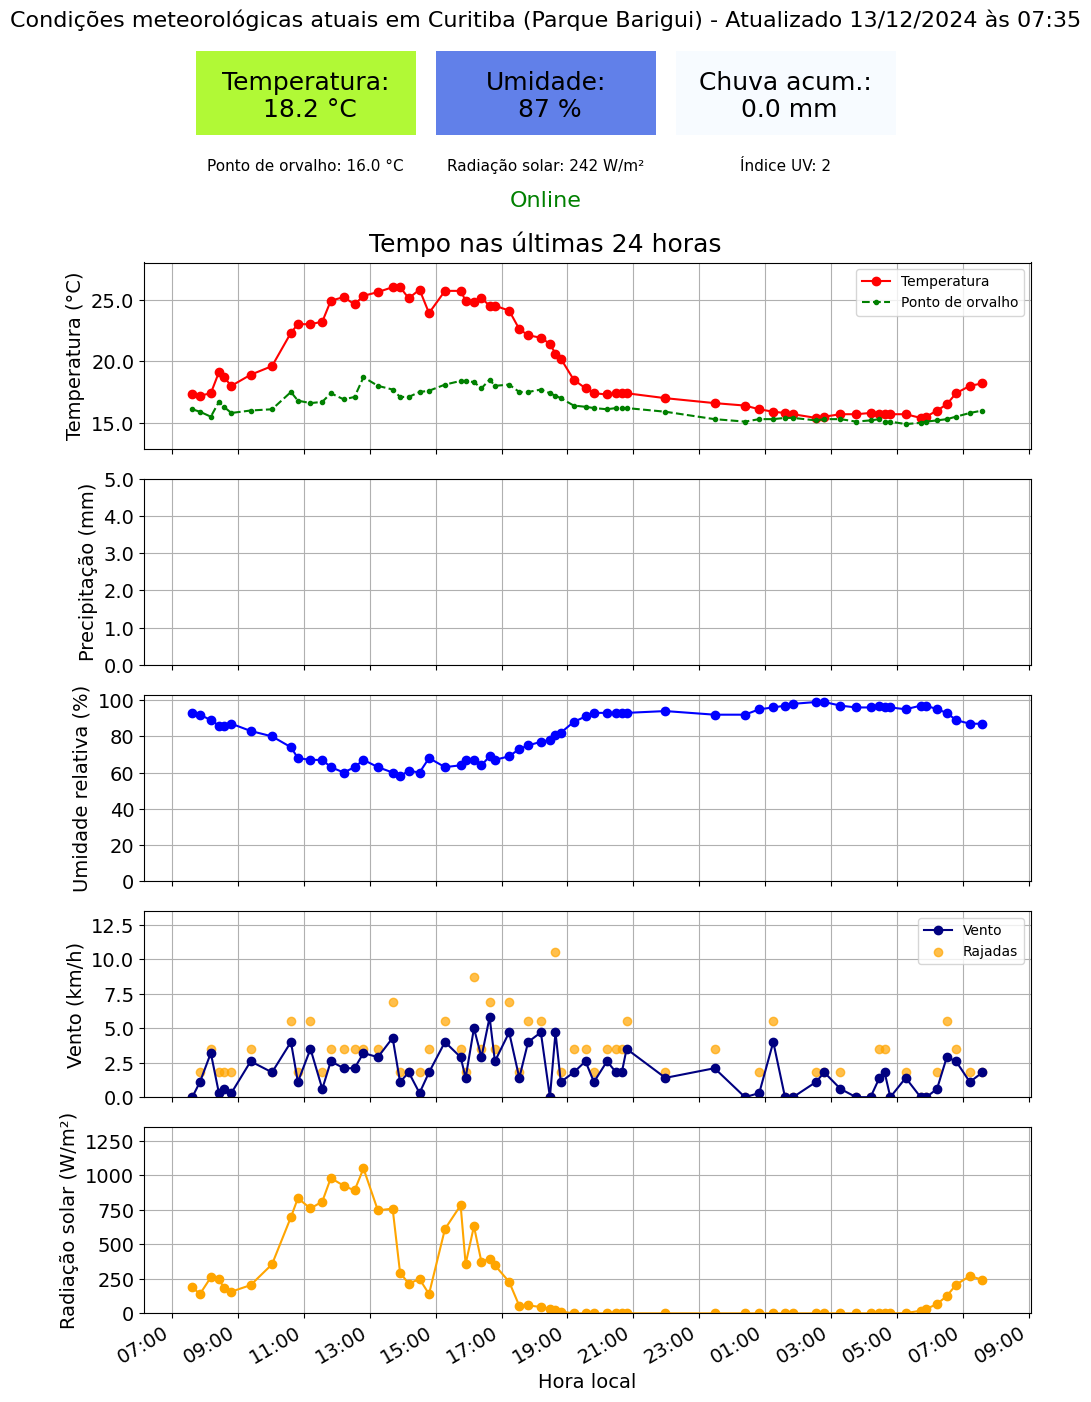 Condições meteorológicas atuais em Curitiba (Parque Barigui) - Atualizado 13/12/2024 às 07:35
Temperatura:
18.2 °C
Umidade:
87 %
Chuva acum.:
0.0 mm
Ponto de orvalho: 16.0 °C
Radiação solar: 242 W/m²
Índice UV: 2
Online
Tempo nas últimas 24 horas
Temperatura (°C)
25.0
20.0
15.0
Temperatura
Ponto de orvalho
Precipitação (mm)
5.0
4.0
3.0
2.0
1.0
0.0
Umidade relativa (%)
100
80
60
40
20
0
Vento (km/h)
12.5
10.0
7.5
5.0
2.5
0.0
Vento
Rajadas
Radiação solar (W/m²)
1250
1000
750
500
250
0
07:00 09:00 11:00 13:00 15:00 17:00 19:00 21:00 23:00 01:00 03:00 05:00 07:00 09:00
Hora local